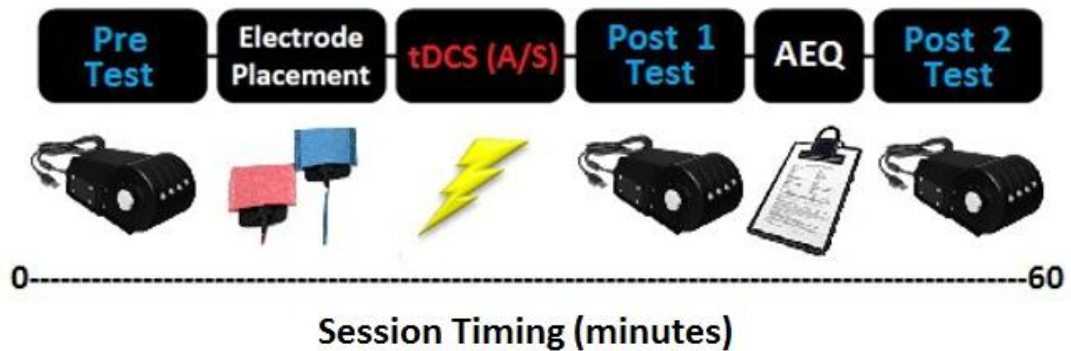 Pre Test
Electrode Placement
tDCS (A/S)
Post 1 Test
AEQ
Post 2 Test
0
60
Session Timing (minutes)